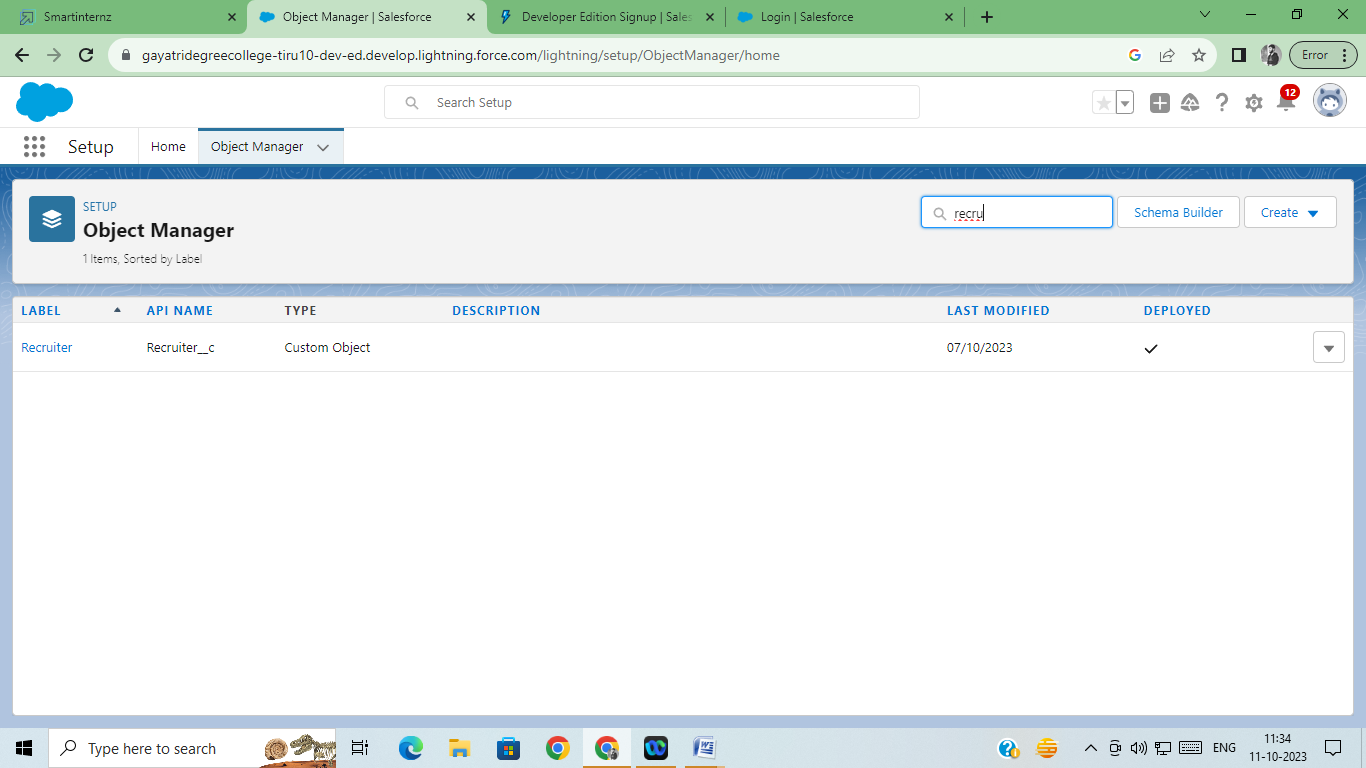 Smartinternz
Object Manager | Salesforce
Developer Edition Signup | Sales
Login | Salesforce
gayatridegreecollege-tiru10-dev-ed.develop.lightning.force.com/lightning/setup/ObjectManager/home
Error
Search Setup
12
Setup
Home
Object Manager
SETUP
Object Manager
1 Items, Sorted by Label
recru
Schema Builder
Create
LABEL API NAME TYPE DESCRIPTION LAST MODIFIED DEPLOYED
Recruiter Recruiter__c Custom Object 07/10/2023
Type here to search
ENG
11:34
11-10-2023